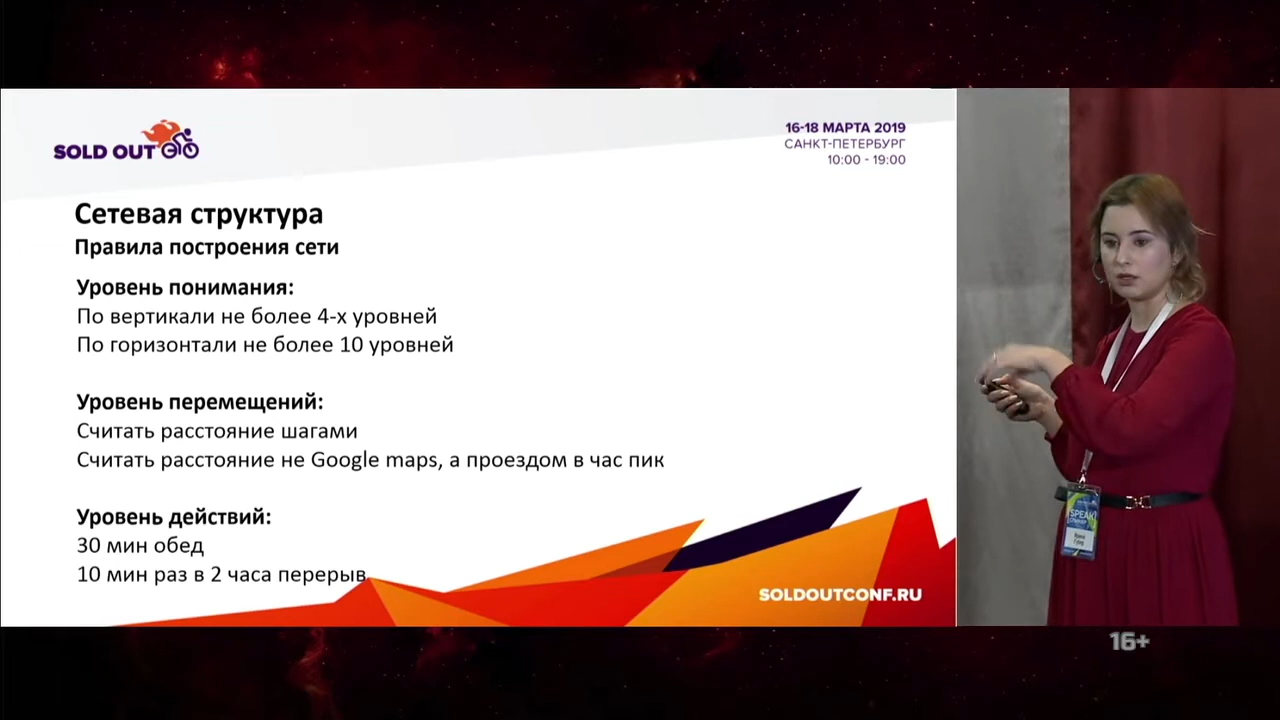 SOLD OUT
16-18 МАРТА 2019
САНКТ-ПЕТЕРБУРГ
10:00 - 19:00
Сетевая структура
Правила построения сети
Уровень понимания:
По вертикали не более 4-х уровней
По горизонтали не более 10 уровней
Уровень перемещений:
Считать расстояние шагами
Считать расстояние не Google maps, а проездом в час пик
Уровень действий:
30 мин обед
10 мин раз в 2 часа перерыв
SOLDOUTCONF.RU
SPEAK
16+